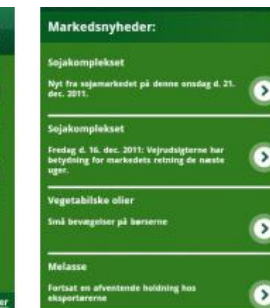 Markedsnyheder:
Sojakomplekset
Nyt fra sojamarkedet på denne onsdag d. 21.
dec. 2011.
Sojakomplekset
Fredag d. 16. dec. 2011: Vejrudsigterne har
betydning for markedets retning de næste
uger.
Vegetabilske olier
Små bevægelser på børserne
Melasse
Fortsat en afventende holdning hos
eksportørerne
er